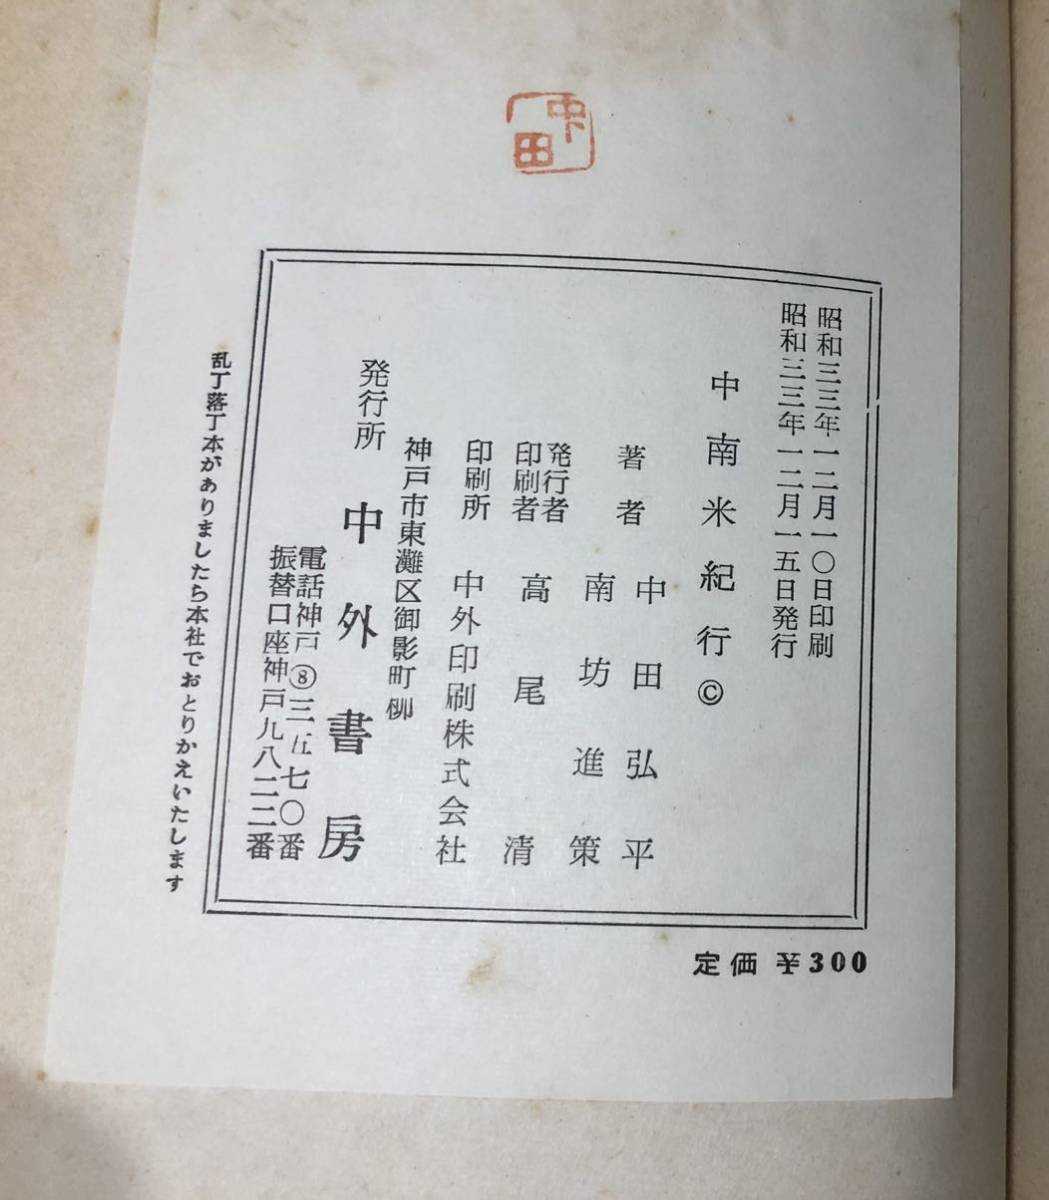 中田
昭和三三年一二月一〇日印刷
昭和三三年一二月一五日発行
中南米紀行 ©
著者 中田弘平
発行者 南坊進策
印刷者 高尾清
印刷所 中外印刷株式会社
神戸市東灘区御影町柳
発行所 中外書房
電話神戸⑧三五七〇番
振替口座神戸九八二二番
乱丁落丁本がありましたら本社でおとりかえいたします
定価 ¥300